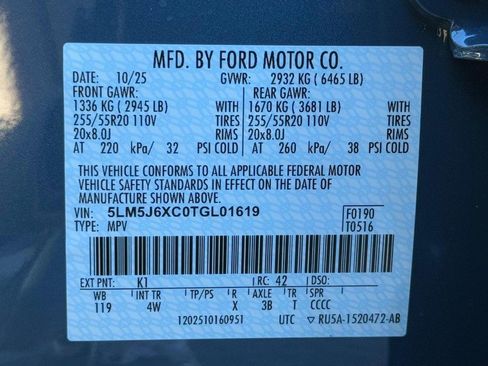 MFD. BY FORD MOTOR CO.
DATE: 10/25 GVWR: 2932 KG (6465 LB)
FRONT GAWR: REAR GAWR:
1336 KG (2945 LB) WITH 1670 KG (3681 LB) WITH
255/55R20 110V TIRES 255/55R20 110V TIRES
20x8.0J RIMS 20x8.0J RIMS
AT 220 kPa/ 32 PSI COLD AT 260 kPa/ 38 PSI COLD
THIS VEHICLE CONFORMS TO ALL APPLICABLE FEDERAL MOTOR
VEHICLE SAFETY STANDARDS IN EFFECT ON THE DATE OF
MANUFACTURE SHOWN ABOVE.
VIN: 5LM5J6XC0TGL01619 F0190
TYPE: MPV T0516
EXT PNT: K1 RC: 42 DSO:
WB INT TR TP/PS R AXLE TR SPR
119 4W X 3B T CCCC
1202510160951 UTC ▽ RU5A-1520472-AB